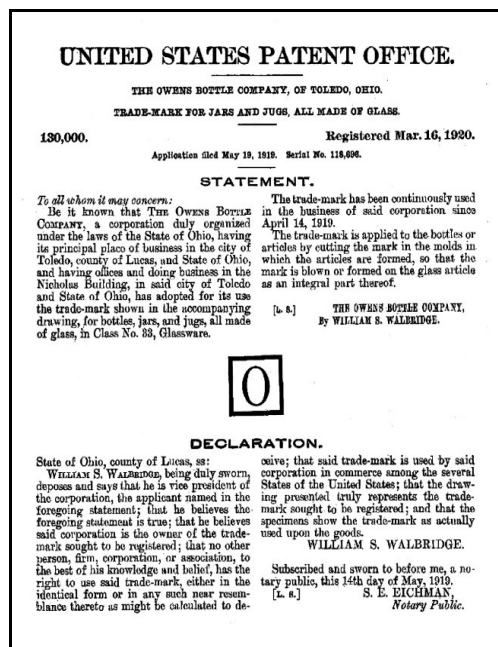 UNITED STATES PATENT OFFICE.
THE OWENS BOTTLE COMPANY, OF TOLEDO, OHIO.
TRADE-MARK FOR JARS AND JUGS, ALL MADE OF GLASS.
130,000. Registered Mar. 16, 1920.
Application filed May 19, 1919. Serial No. 118,696.
STATEMENT.
To all whom it may concern:
Be it known that THE OWENS BOTTLE
COMPANY, a corporation duly organized
under the laws of the State of Ohio, having
its principal place of business in the city of
Toledo, county of Lucas, and State of Ohio,
and having offices and doing business in the
Nicholas Building, in said city of Toledo
and State of Ohio, has adopted for its use
the trade-mark shown in the accompanying
drawing, for bottles, jars, and jugs, all made
of glass, in Class No. 33, Glassware.
The trade-mark has been continuously used
in the business of said corporation since
April 14, 1919.
The trade-mark is applied to the bottles or
articles by cutting the mark in the molds in
which the articles are formed, so that the
mark is blown or formed on the glass article
as an integral part thereof.
[L. S.] THE OWENS BOTTLE COMPANY,
By WILLIAM S. WALBRIDGE.
O
DECLARATION.
State of Ohio, county of Lucas, ss:
WILLIAM S. WALBRIDGE, being duly sworn,
deposes and says that he is vice president of
the corporation, the applicant named in the
foregoing statement; that he believes the
foregoing statement is true; that he believes
said corporation is the owner of the trade-
mark sought to be registered; that no other
person, firm, corporation, or association, to
the best of his knowledge and belief, has the
right to use said trade-mark, either in the
identical form or in any such near resem-
blance thereto as might be calculated to de-
ceive; that said trade-mark is used by said
corporation in commerce among the several
States of the United States; that the draw-
ing presented truly represents the trade-
mark sought to be registered; and that the
specimens show the trade-mark as actually
used upon the goods.
WILLIAM S. WALBRIDGE.
Subscribed and sworn to before me, a no-
tary public, this 14th day of May, 1919.
[L. S.] S. E. EICHMAN,
Notary Public.